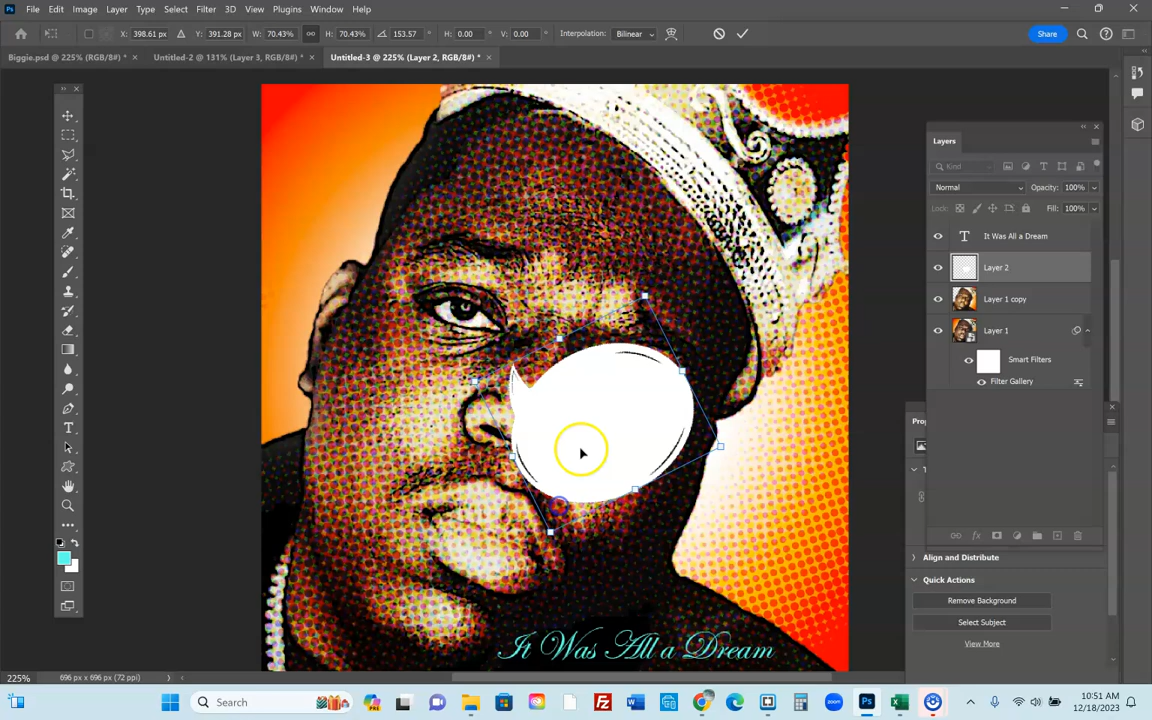 Ps File Edit Image Layer Type Select Filter 3D View Plugins Window Help
X: 398.61 px Y: 391.28 px W: 70.43% H: 70.43% 153.57 ° H: 0.00 ° V: 0.00 ° Interpolation: Bilinear Share
Biggie.psd @ 225% (RGB/8#) * × Untitled-2 @ 131% (Layer 3, RGB/8#) * × Untitled-3 @ 225% (Layer 2, RGB/8#) * ×
Layers
Kind
Normal Opacity: 100%
Lock: Fill: 100%
T It Was All a Dream
Layer 2
Layer 1 copy
Layer 1
Smart Filters
Filter Gallery
Prop
T
fx
Align and Distribute
Quick Actions
Remove Background
Select Subject
View More
It Was All a Dream
225% 696 px x 696 px (72 ppi)
Search
zoom
10:51 AM
12/18/2023